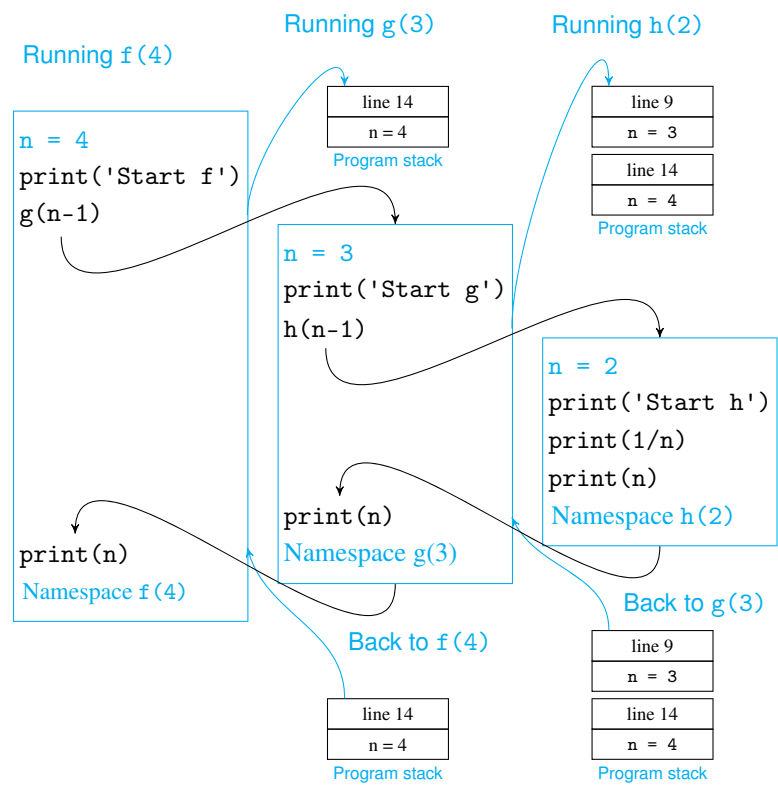 Running f(4)
n = 4
print('Start f')
g(n-1)
print(n)
Namespace f(4)
Running g(3)
line 14
n = 4
Program stack
n = 3
print('Start g')
h(n-1)
print(n)
Namespace g(3)
Running h(2)
line 9
n = 3
line 14
n = 4
Program stack
n = 2
print('Start h')
print(1/n)
print(n)
Namespace h(2)
Back to g(3)
line 9
n = 3
line 14
n = 4
Program stack
Back to f(4)
line 14
n = 4
Program stack